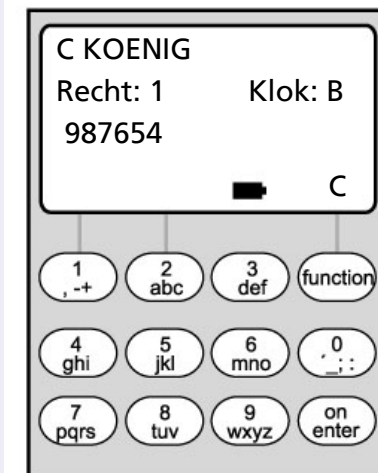 C KOENIG
Recht: 1 Klok: B
987654
C
1 2 3 function
, -+ abc def
4 5 6 0
ghi jkl mno ´_; :
7 8 9 on
pqrs tuv wxyz enter